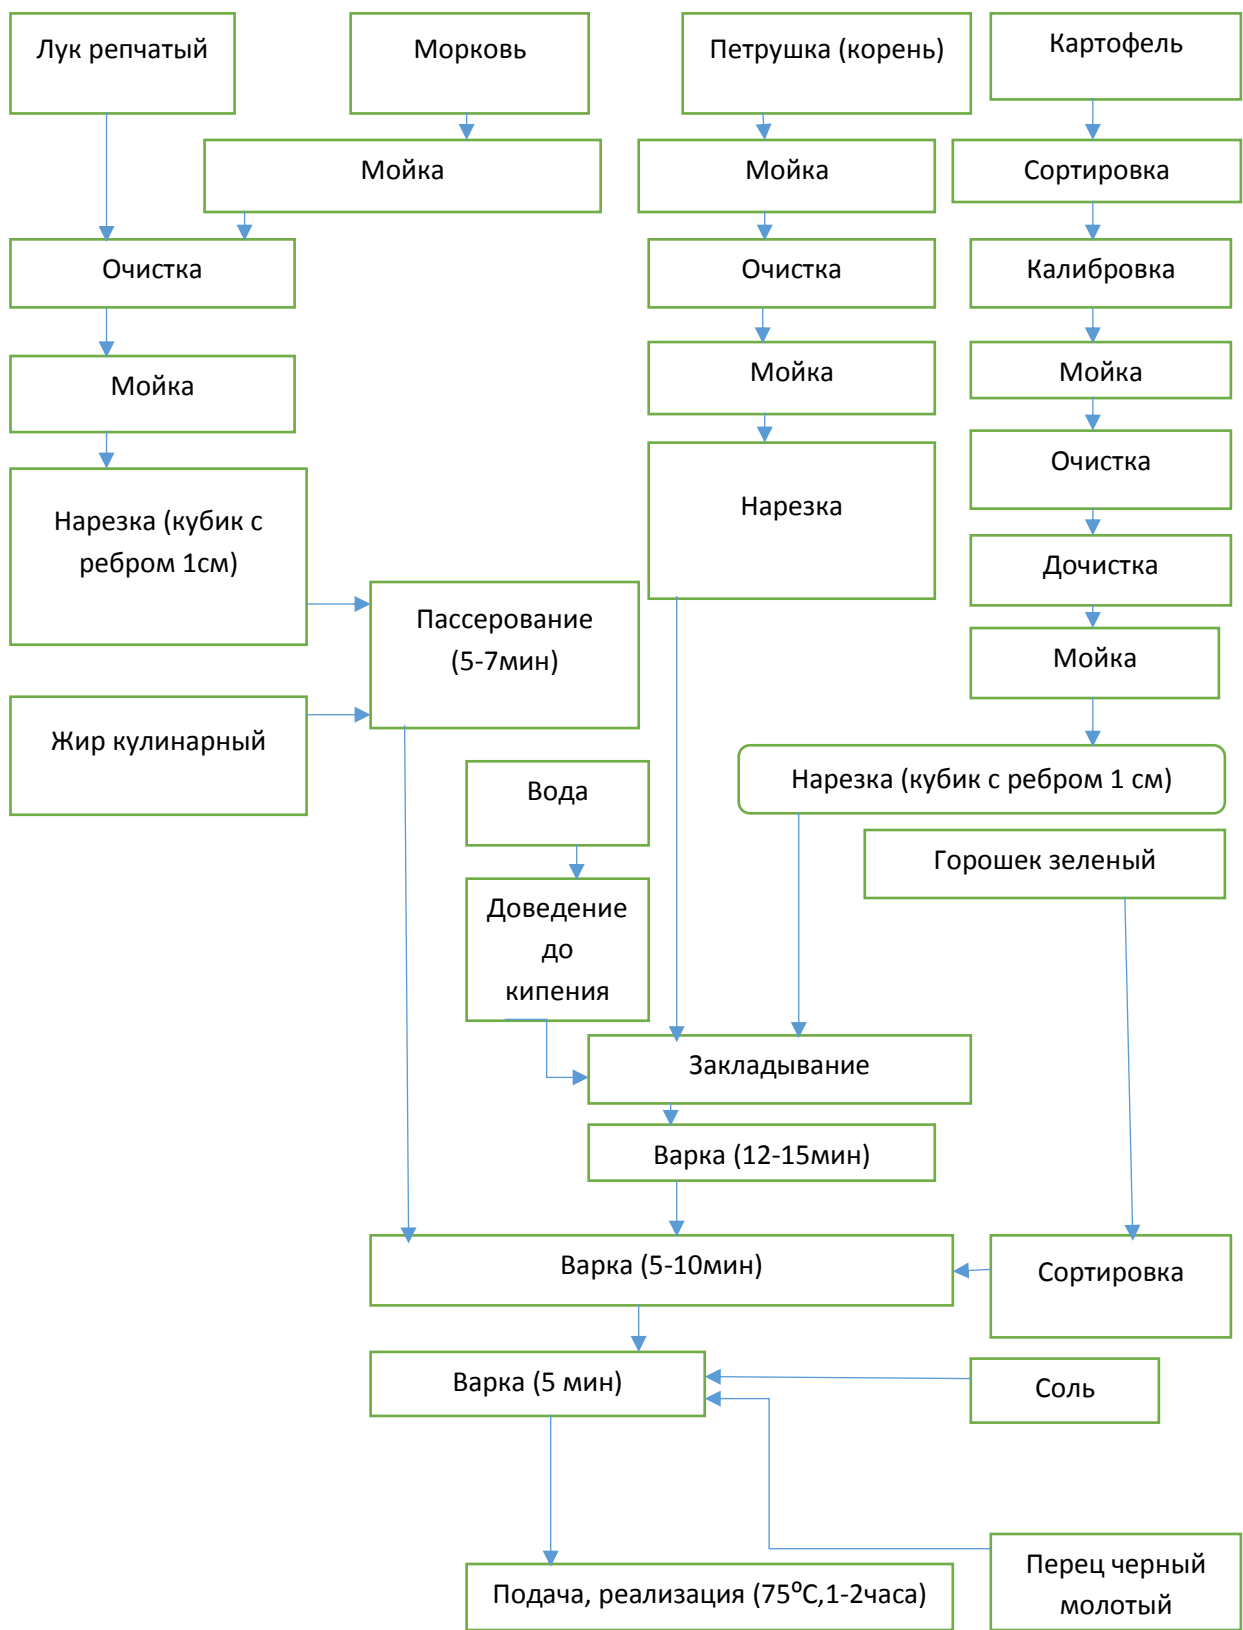 Лук репчатый
Морковь
Петрушка (корень)
Картофель
Мойка
Мойка
Сортировка
Очистка
Очистка
Калибровка
Мойка
Мойка
Мойка
Очистка
Нарезка (кубик с
ребром 1см)
Нарезка
Дочистка
Пассерование
(5-7мин)
Мойка
Жир кулинарный
Вода
Нарезка (кубик с ребром 1 см)
Горошек зеленый
Доведение
до
кипения
Закладывание
Варка (12-15мин)
Варка (5-10мин)
Сортировка
Варка (5 мин)
Соль
Подача, реализация (75⁰С,1-2часа)
Перец черный
молотый